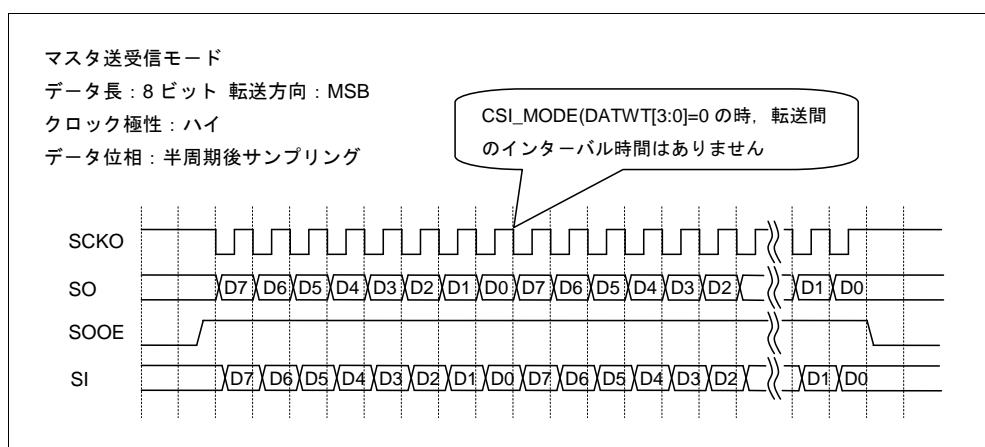 マスタ送受信モード
データ長：8 ビット 転送方向：MSB
クロック極性：ハイ
データ位相：半周期後サンプリング
CSI_MODE(DATWT[3:0]=0 の時，転送間
のインターバル時間はありません
SCKO
SO D7 D6 D5 D4 D3 D2 D1 D0 D7 D6 D5 D4 D3 D2 D1 D0
SOOE
SI D7 D6 D5 D4 D3 D2 D1 D0 D7 D6 D5 D4 D3 D2 D1 D0